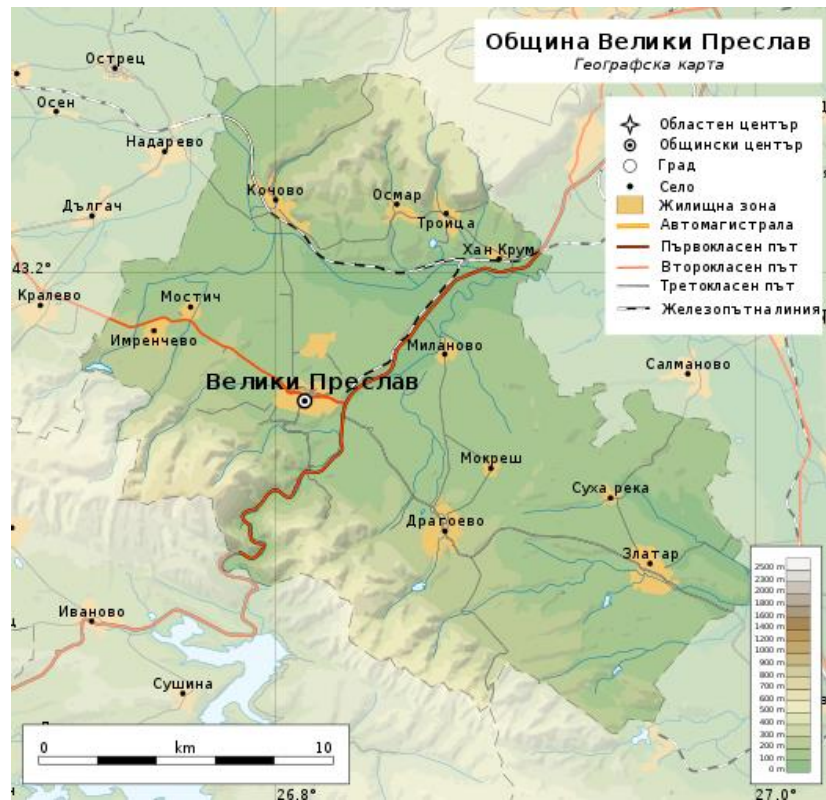 Община Велики Преслав
Географска карта
Областен център
Общински център
Град
Село
Жилищна зона
Автомагистрала
Първокласен път
Второкласен път
Третокласен път
Железопътна линия
Острец
Осен
Надарево
Дългач
Кочово
Осмар
Троица
Хан Крум
43.2°
Кралево
Мостич
Имренчево
Миланово
Салманово
Велики Преслав
Мокреш
Суха река
Драгоево
Златар
Иваново
Сушина
2500 m
2300 m
2000 m
1800 m
1600 m
1400 m
1200 m
1000 m
900 m
800 m
700 m
600 m
500 m
400 m
300 m
200 m
100 m
0 m
0 km 10
26.8°
27.0°